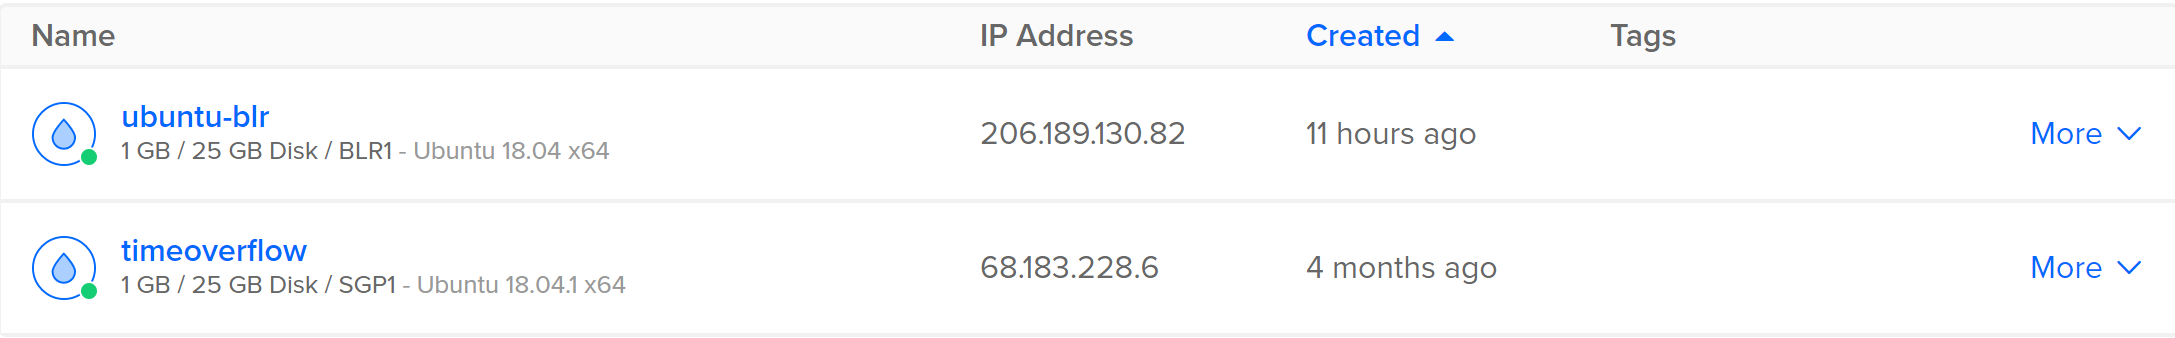 Name IP Address Created Tags
ubuntu-blr
1 GB / 25 GB Disk / BLR1 - Ubuntu 18.04 x64
206.189.130.82 11 hours ago More
timeoverflow
1 GB / 25 GB Disk / SGP1 - Ubuntu 18.04.1 x64
68.183.228.6 4 months ago More